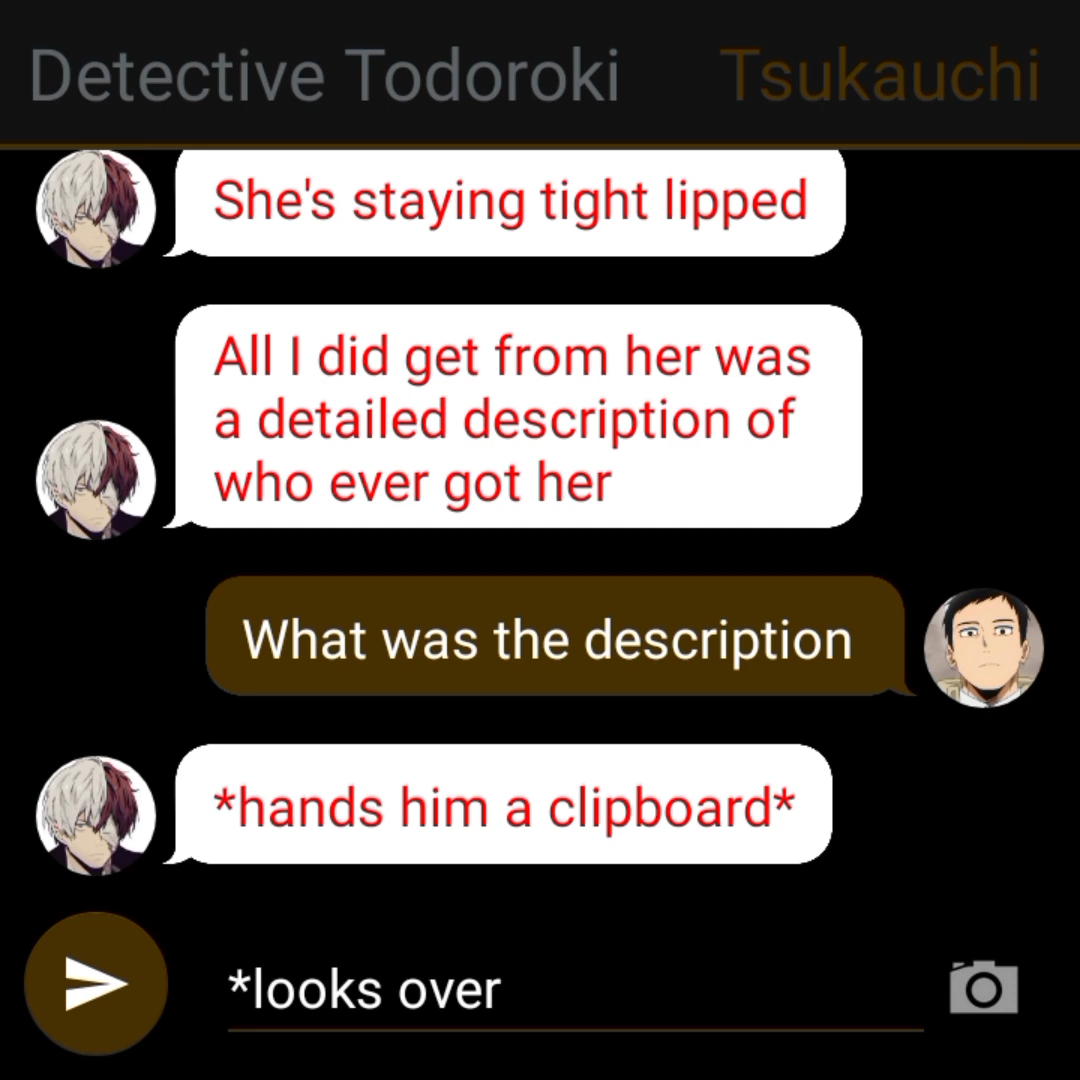 Detective Todoroki Tsukauchi
She's staying tight lipped
All I did get from her was
a detailed description of
who ever got her
What was the description
*hands him a clipboard*
*looks over